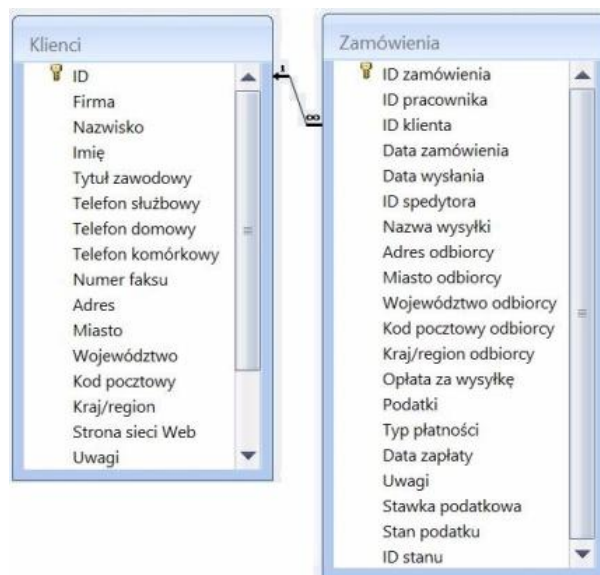 Klienci
ID
Firma
Nazwisko
Imię
Tytuł zawodowy
Telefon służbowy
Telefon domowy
Telefon komórkowy
Numer faksu
Adres
Miasto
Województwo
Kod pocztowy
Kraj/region
Strona sieci Web
Uwagi
1
∞
Zamówienia
ID zamówienia
ID pracownika
ID klienta
Data zamówienia
Data wysłania
ID spedytora
Nazwa wysyłki
Adres odbiorcy
Miasto odbiorcy
Województwo odbiorcy
Kod pocztowy odbiorcy
Kraj/region odbiorcy
Opłata za wysyłkę
Podatki
Typ płatności
Data zapłaty
Uwagi
Stawka podatkowa
Stan podatku
ID stanu